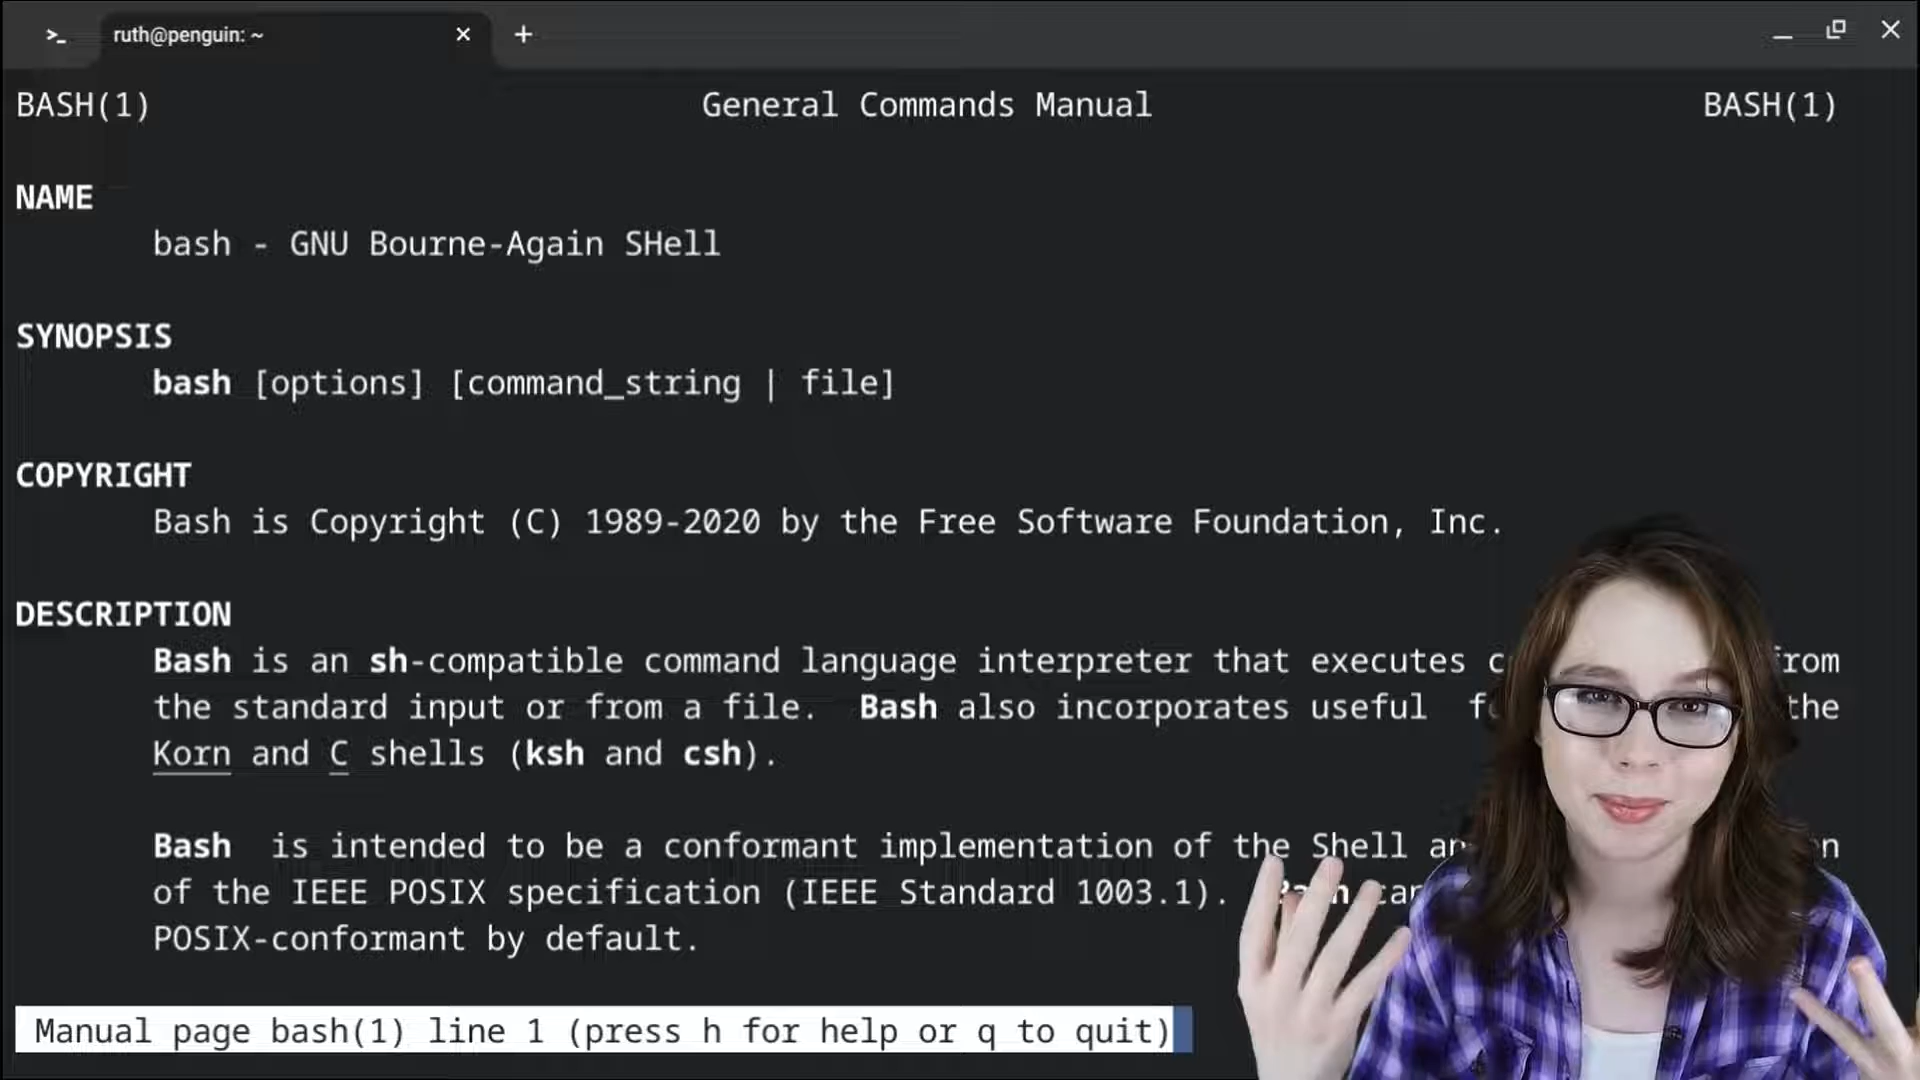 >_ ruth@penguin: ~
BASH(1) General Commands Manual BASH(1)
NAME
bash - GNU Bourne-Again SHell
SYNOPSIS
bash [options] [command_string | file]
COPYRIGHT
Bash is Copyright (C) 1989-2020 by the Free Software Foundation, Inc.
DESCRIPTION
Bash is an sh-compatible command language interpreter that executes from
the standard input or from a file. Bash also incorporates useful the
Korn and C shells (ksh and csh).
Bash is intended to be a conformant implementation of the Shell
of the IEEE POSIX specification (IEEE Standard 1003.1). Bash can
POSIX-conformant by default.
Manual page bash(1) line 1 (press h for help or q to quit)